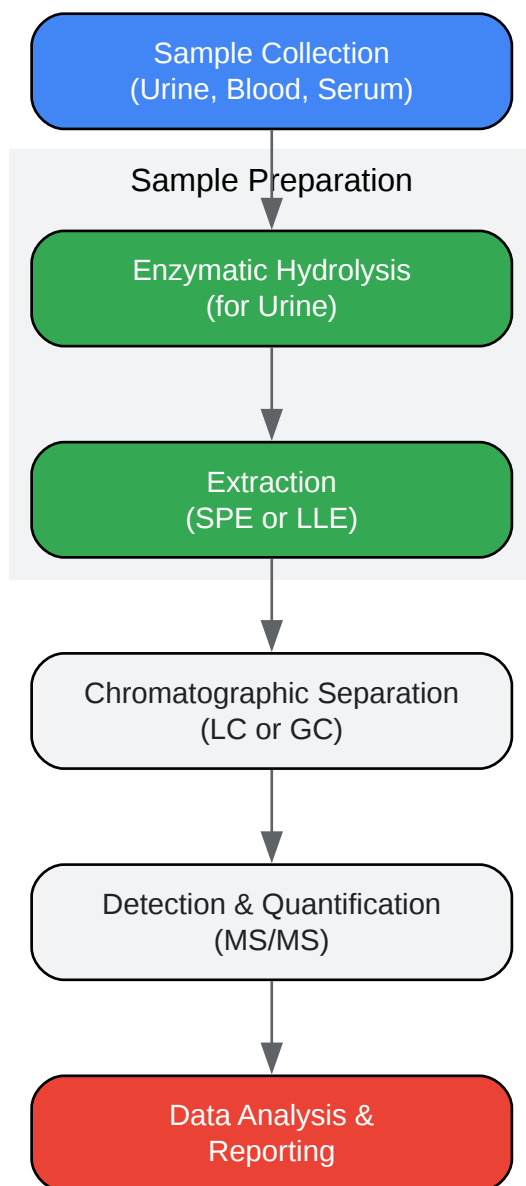 Sample Collection
(Urine, Blood, Serum)
Sample Preparation
Enzymatic Hydrolysis
(for Urine)
Extraction
(SPE or LLE)
Chromatographic Separation
(LC or GC)
Detection & Quantification
(MS/MS)
Data Analysis &
Reporting